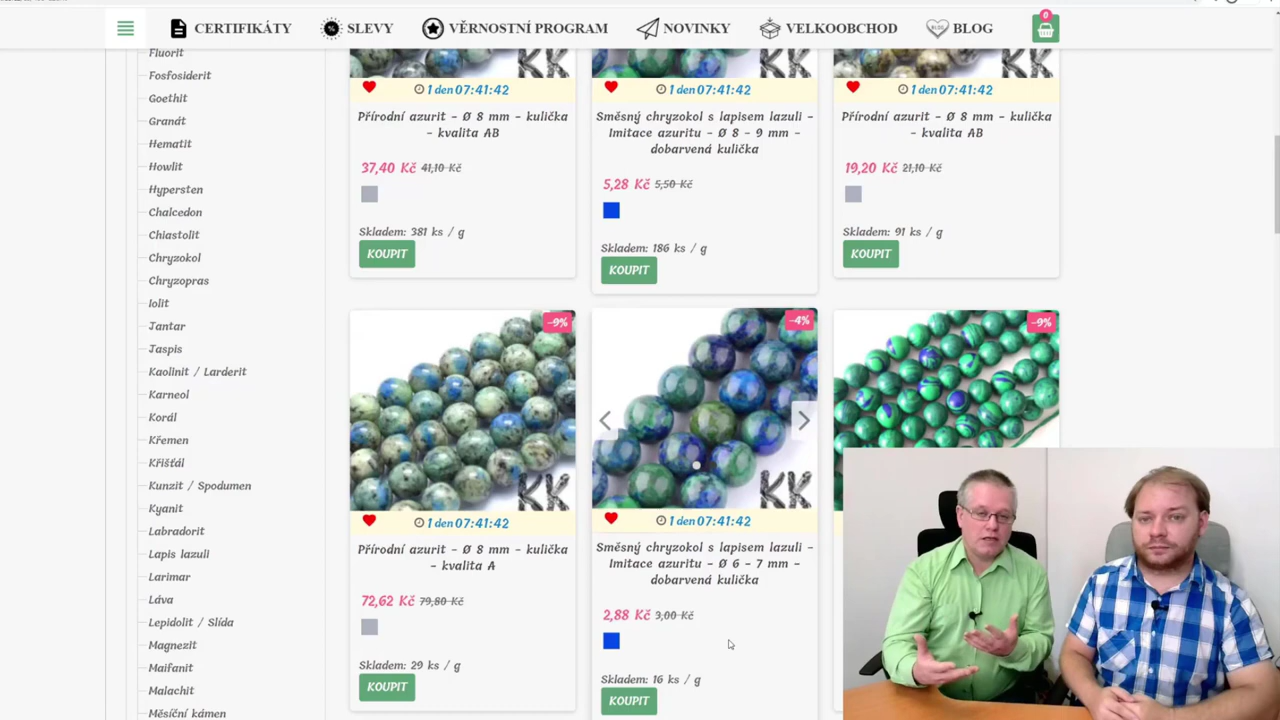 CERTIFIKÁTY
SLEVY
VĚRNOSTNÍ PROGRAM
NOVINKY
VELKOOBCHOD
BLOG
0
Fluorit
Fosfosiderit
Goethit
Granát
Hematit
Howlit
Hypersten
Chalcedon
Chiastolit
Chryzokol
Chryzopras
Iolit
Jantar
Jaspis
Kaolinit / Larderit
Karneol
Korál
Křemen
Křišťál
Kunzit / Spodumen
Kyanit
Labradorit
Lapis lazuli
Larimar
Láva
Lepidolit / Slída
Magnezit
Maifanit
Malachit
Měsíční kámen
KK
1 den 07:41:42
Přírodní azurit - Ø 8 mm - kulička
- kvalita AB
37,40 Kč 41,10 Kč
Skladem: 381 ks / g
KOUPIT
KK
1 den 07:41:42
Směsný chryzokol s lapisem lazuli -
Imitace azuritu - Ø 8 - 9 mm -
dobarvená kulička
5,28 Kč 5,50 Kč
Skladem: 186 ks / g
KOUPIT
KK
1 den 07:41:42
Přírodní azurit - Ø 8 mm - kulička
- kvalita AB
19,20 Kč 21,10 Kč
Skladem: 91 ks / g
KOUPIT
-9%
KK
1 den 07:41:42
Přírodní azurit - Ø 8 mm - kulička
- kvalita A
72,62 Kč 79,80 Kč
Skladem: 29 ks / g
KOUPIT
-4%
KK
1 den 07:41:42
Směsný chryzokol s lapisem lazuli -
Imitace azuritu - Ø 6 - 7 mm -
dobarvená kulička
2,88 Kč 3,00 Kč
Skladem: 16 ks / g
KOUPIT
-9%